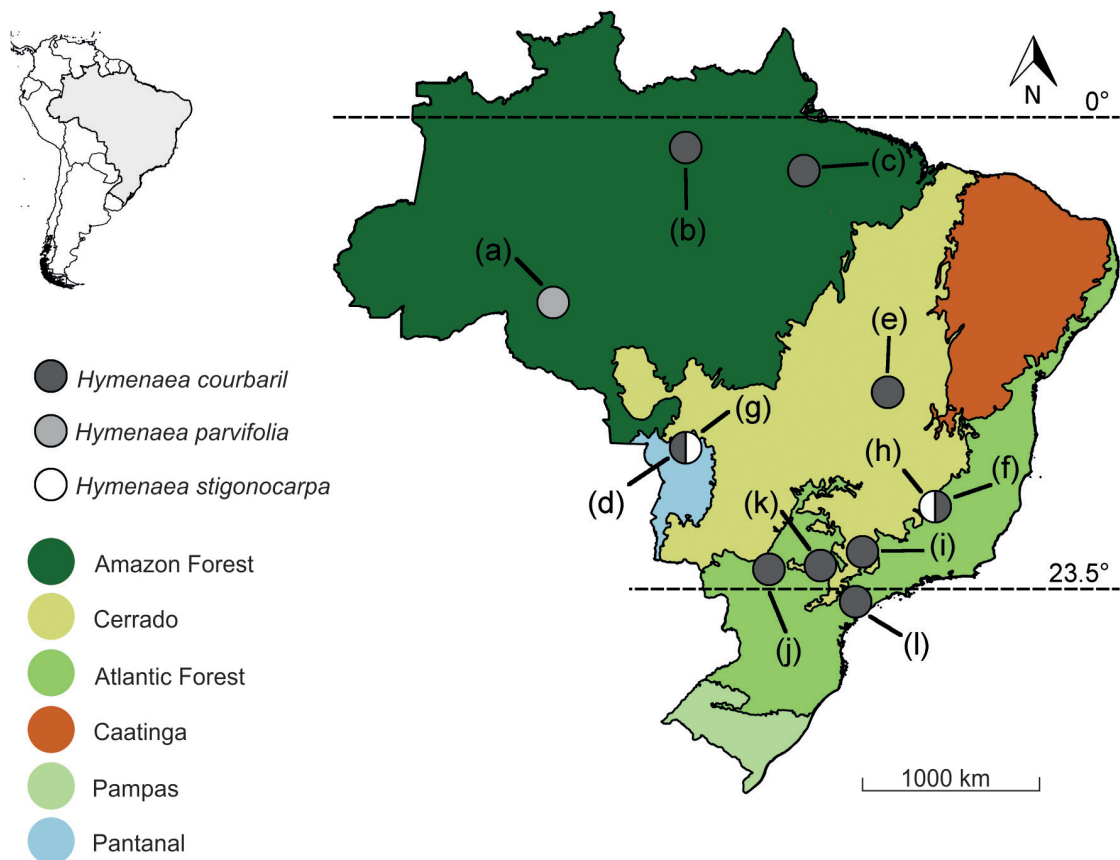 N
0°
(c)
(b)
(a)
(e)
(g)
(h)
(f)
(d)
(k)
(i)
23.5°
(j)
(l)
1000 km
Hymenaea courbaril
Hymenaea parvifolia
Hymenaea stigonocarpa
Amazon Forest
Cerrado
Atlantic Forest
Caatinga
Pampas
Pantanal